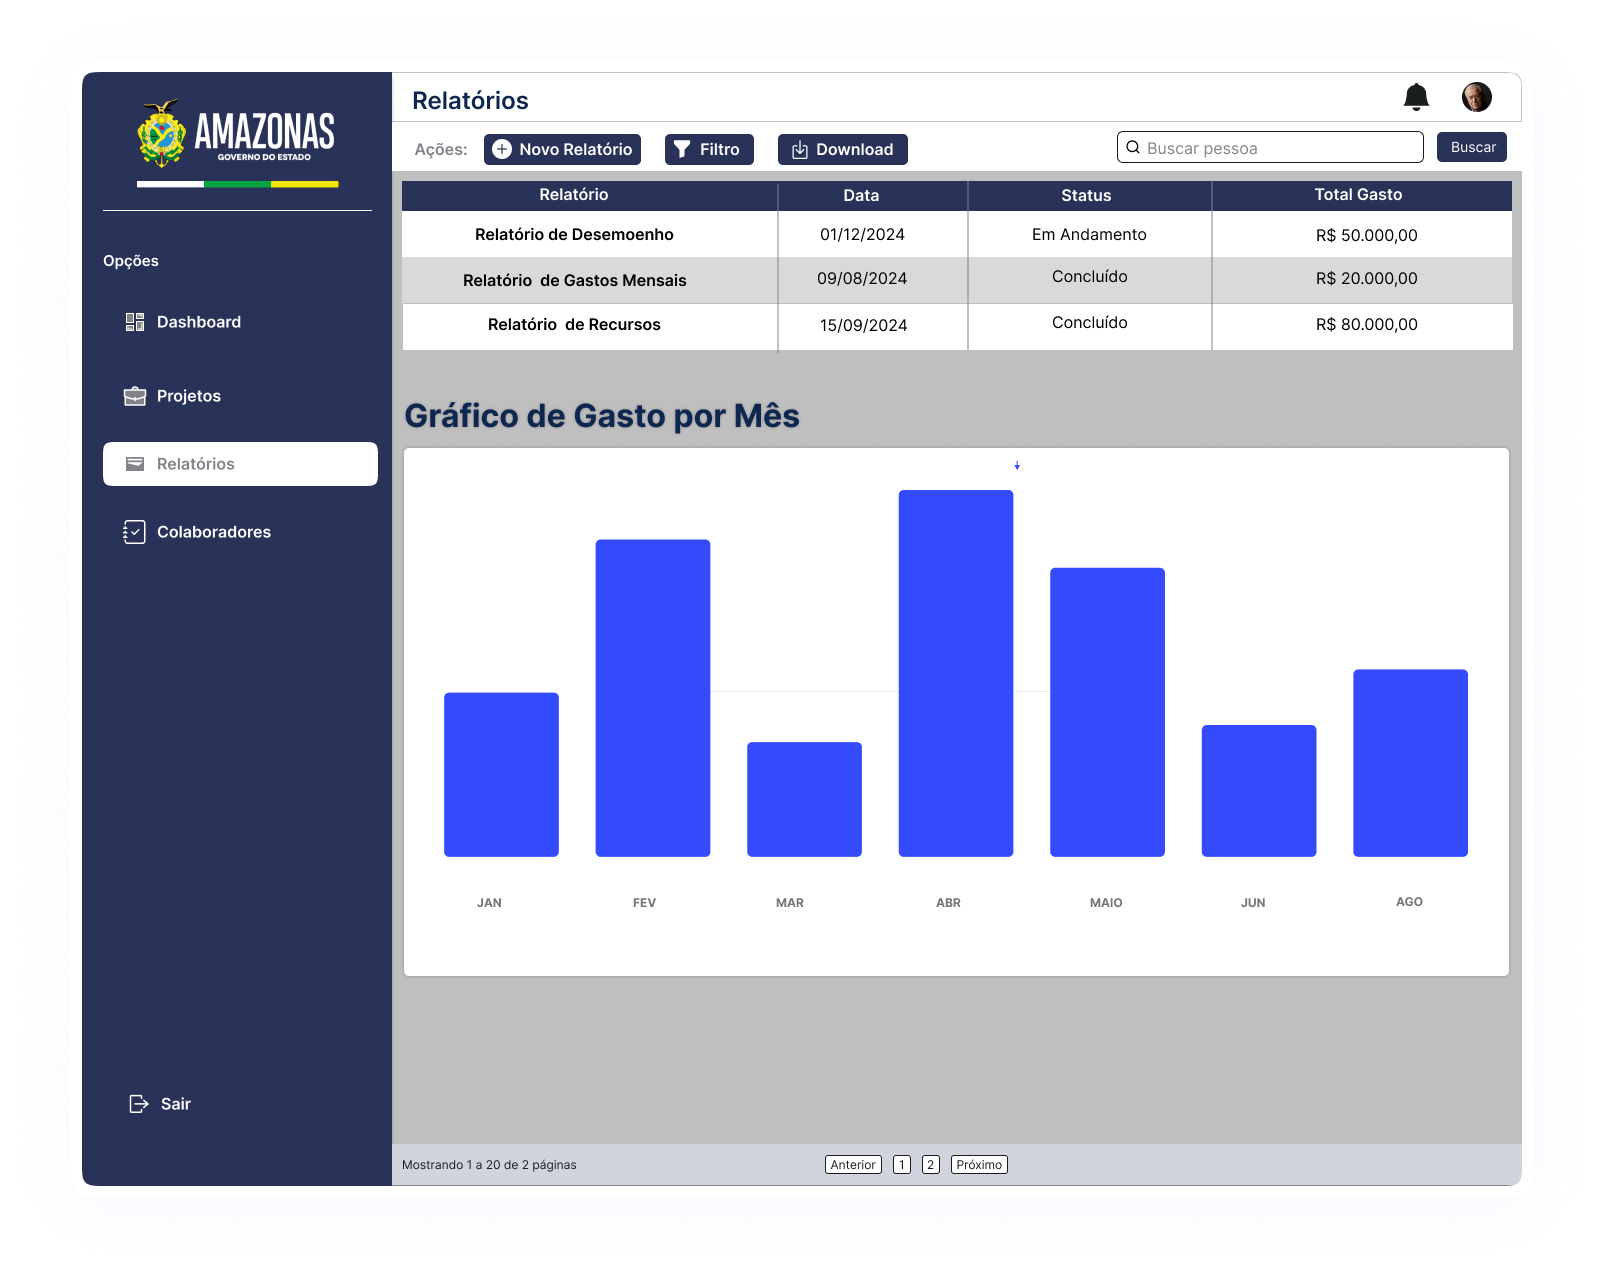 AMAZONAS
GOVERNO DO ESTADO
Opções
Dashboard
Projetos
Relatórios
Colaboradores
Sair
Relatórios
Ações: Novo Relatório Filtro Download Buscar pessoa Buscar
Relatório Data Status Total Gasto
Relatório de Desemoenho 01/12/2024 Em Andamento R$ 50.000,00
Relatório de Gastos Mensais 09/08/2024 Concluído R$ 20.000,00
Relatório de Recursos 15/09/2024 Concluído R$ 80.000,00
Gráfico de Gasto por Mês
JAN FEV MAR ABR MAIO JUN AGO
Mostrando 1 a 20 de 2 páginas Anterior 1 2 Próximo